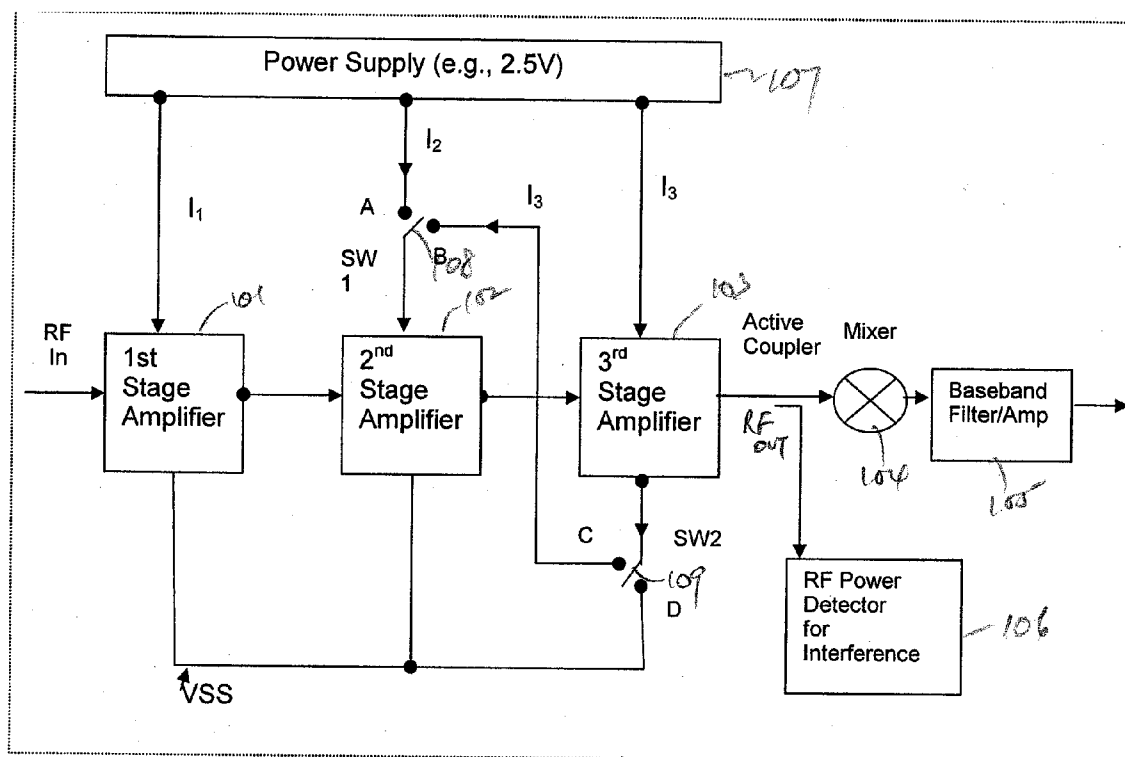 Power Supply (e.g., 2.5V)
107
I₂
I₁
I₃
I₃
A
B
SW
1
108
101
102
103
RF
In
1st
Stage
Amplifier
2nd
Stage
Amplifier
3rd
Stage
Amplifier
Active
Coupler
Mixer
Baseband
Filter/Amp
RF
OUT
104
105
C
SW2
109
D
RF Power
Detector
for
Interference
106
VSS